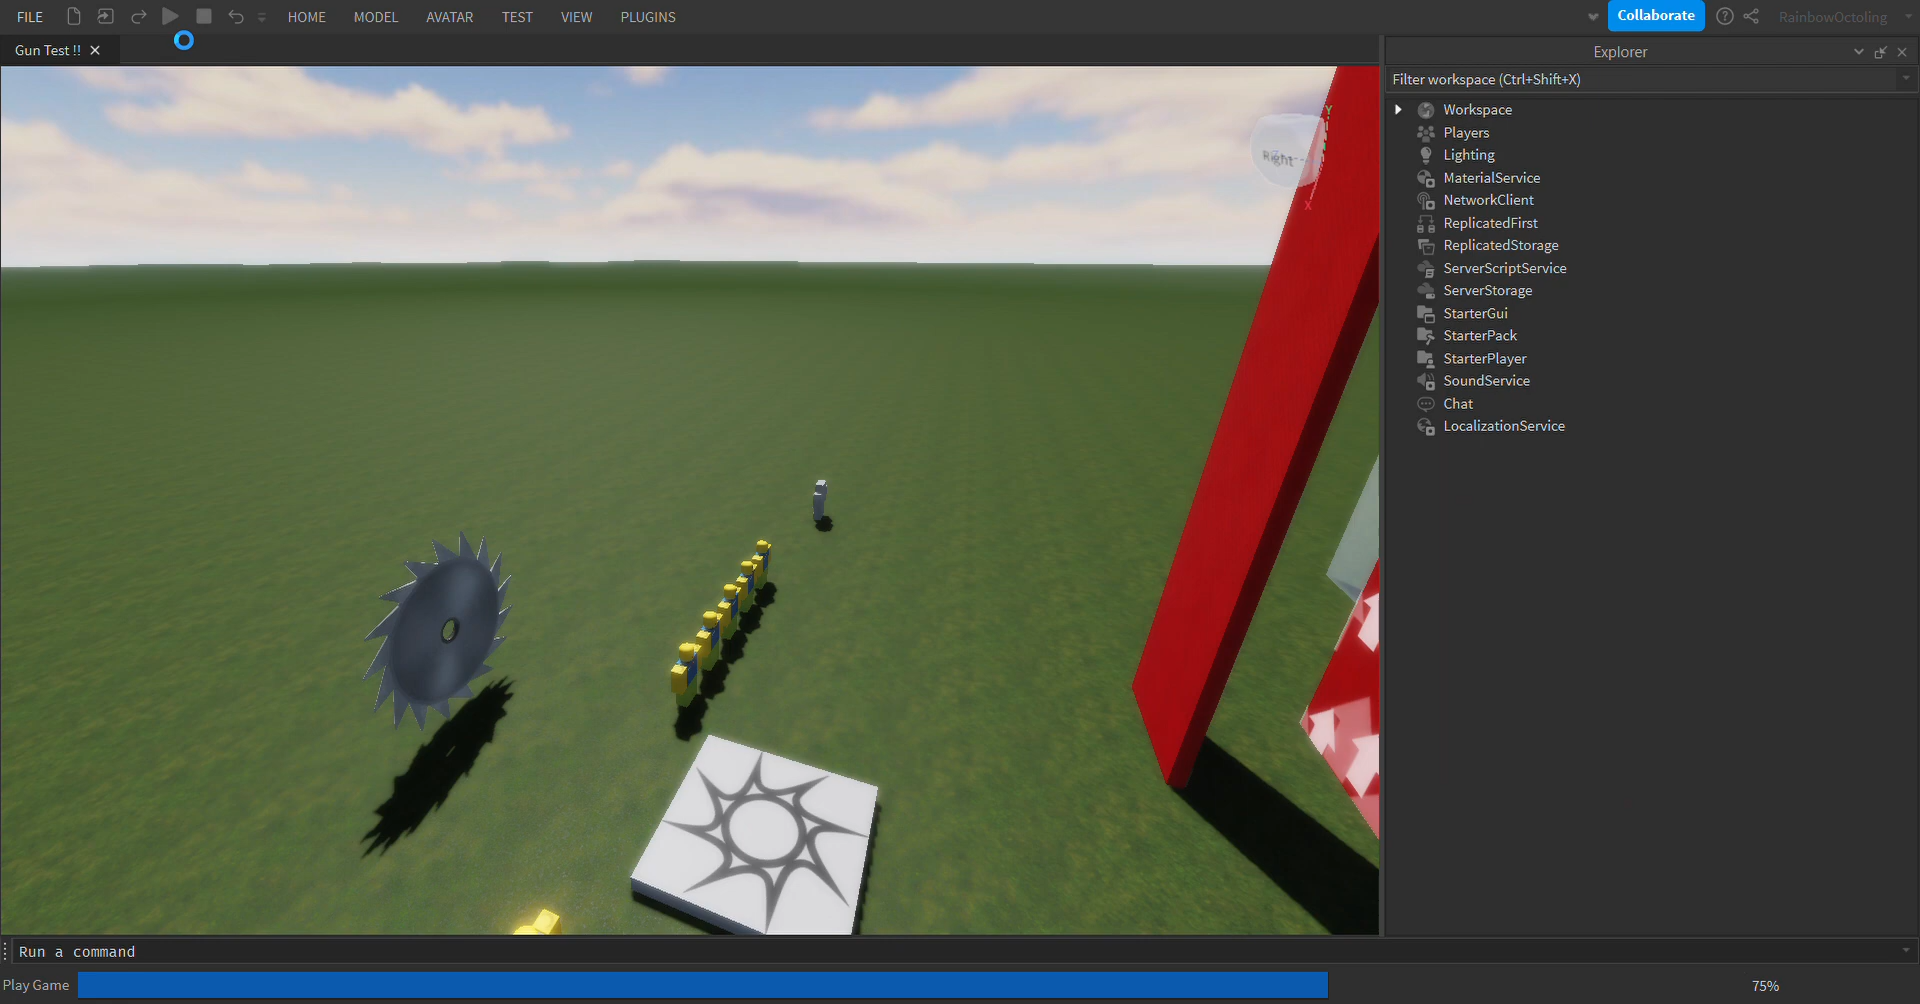 FILE HOME MODEL AVATAR TEST VIEW PLUGINS Collaborate RainbowOctoling
Gun Test !!
Explorer
Filter workspace (Ctrl+Shift+X)
Workspace
Players
Lighting
MaterialService
NetworkClient
ReplicatedFirst
ReplicatedStorage
ServerScriptService
ServerStorage
StarterGui
StarterPack
StarterPlayer
SoundService
Chat
LocalizationService
Y
Right
X
Run a command
Play Game 75%